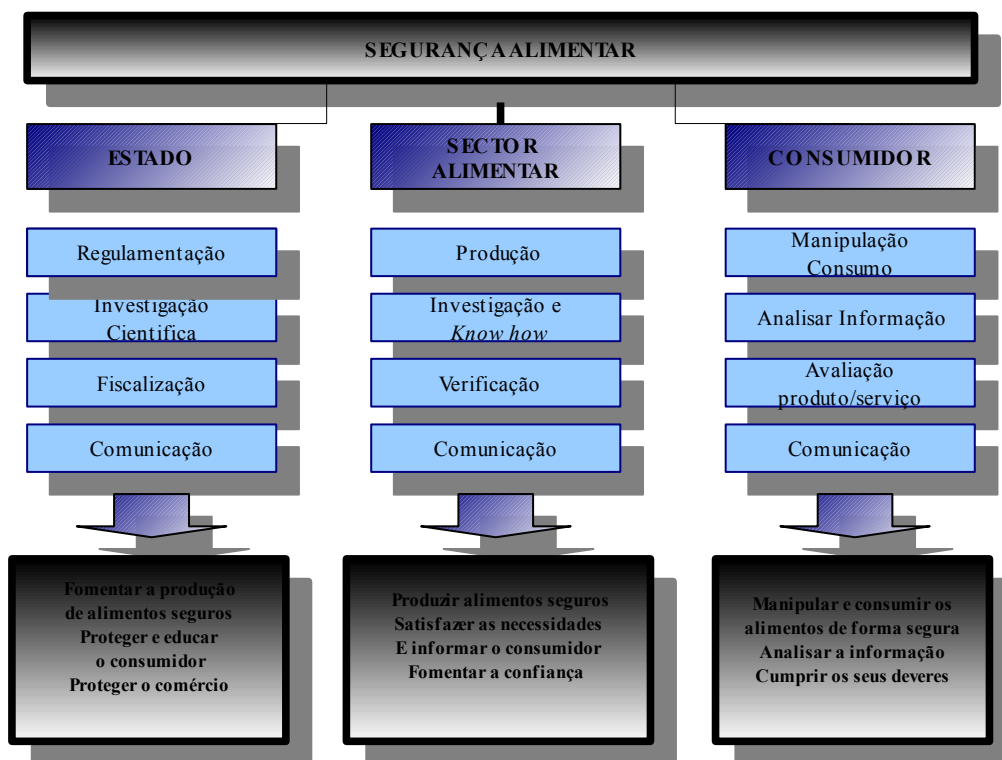 SEGURANÇA ALIMENTAR
ESTADO
SECTOR
ALIMENTAR
CONSUMIDOR
Regulamentação
Investigação
Cientifica
Fiscalização
Comunicação
Produção
Investigação e
Know how
Verificação
Comunicação
Manipulação
Consumo
Analisar Informação
Avaliação
produto/serviço
Comunicação
Fomentar a produção
de alimentos seguros
Proteger e educar
o consumidor
Proteger o comércio
Produzir alimentos seguros
Satisfazer as necessidades
E informar o consumidor
Fomentar a confiança
Manipular e consumir os
alimentos de forma segura
Analisar a informação
Cumprir os seus deveres